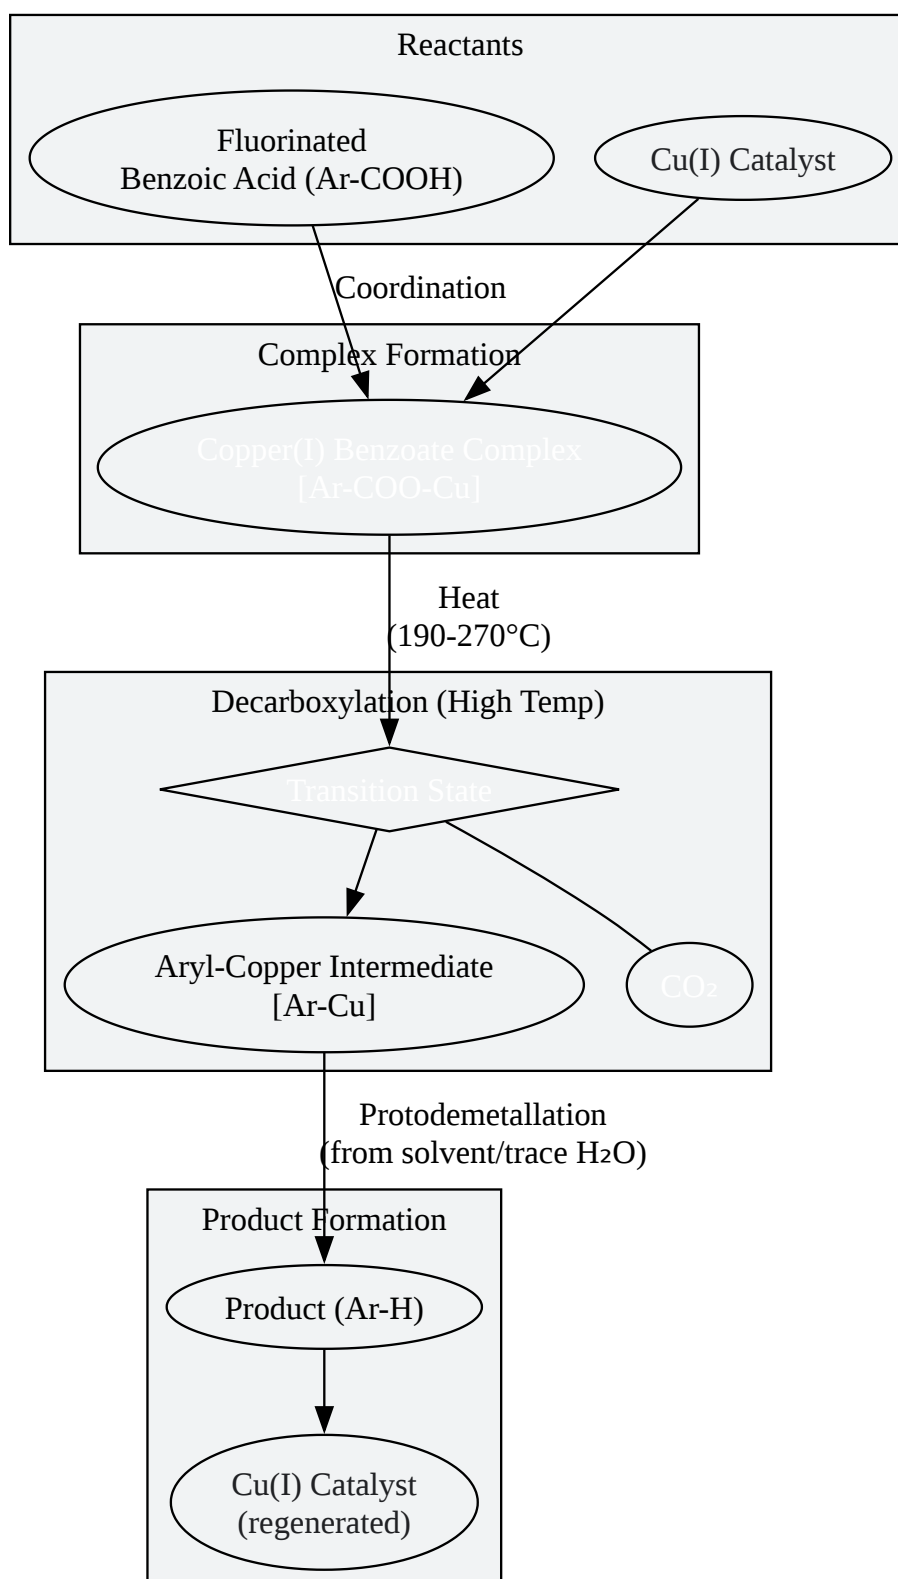 Reactants
Fluorinated
Benzoic Acid (Ar-COOH)
Cu(I) Catalyst
Coordination
Complex Formation
Copper(I) Benzoate Complex
[Ar-COO-Cu]
Heat
(190-270°C)
Decarboxylation (High Temp)
Transition State
Aryl-Copper Intermediate
[Ar-Cu]
CO₂
Protodemetallation
(from solvent/trace H₂O)
Product Formation
Product (Ar-H)
Cu(I) Catalyst
(regenerated)